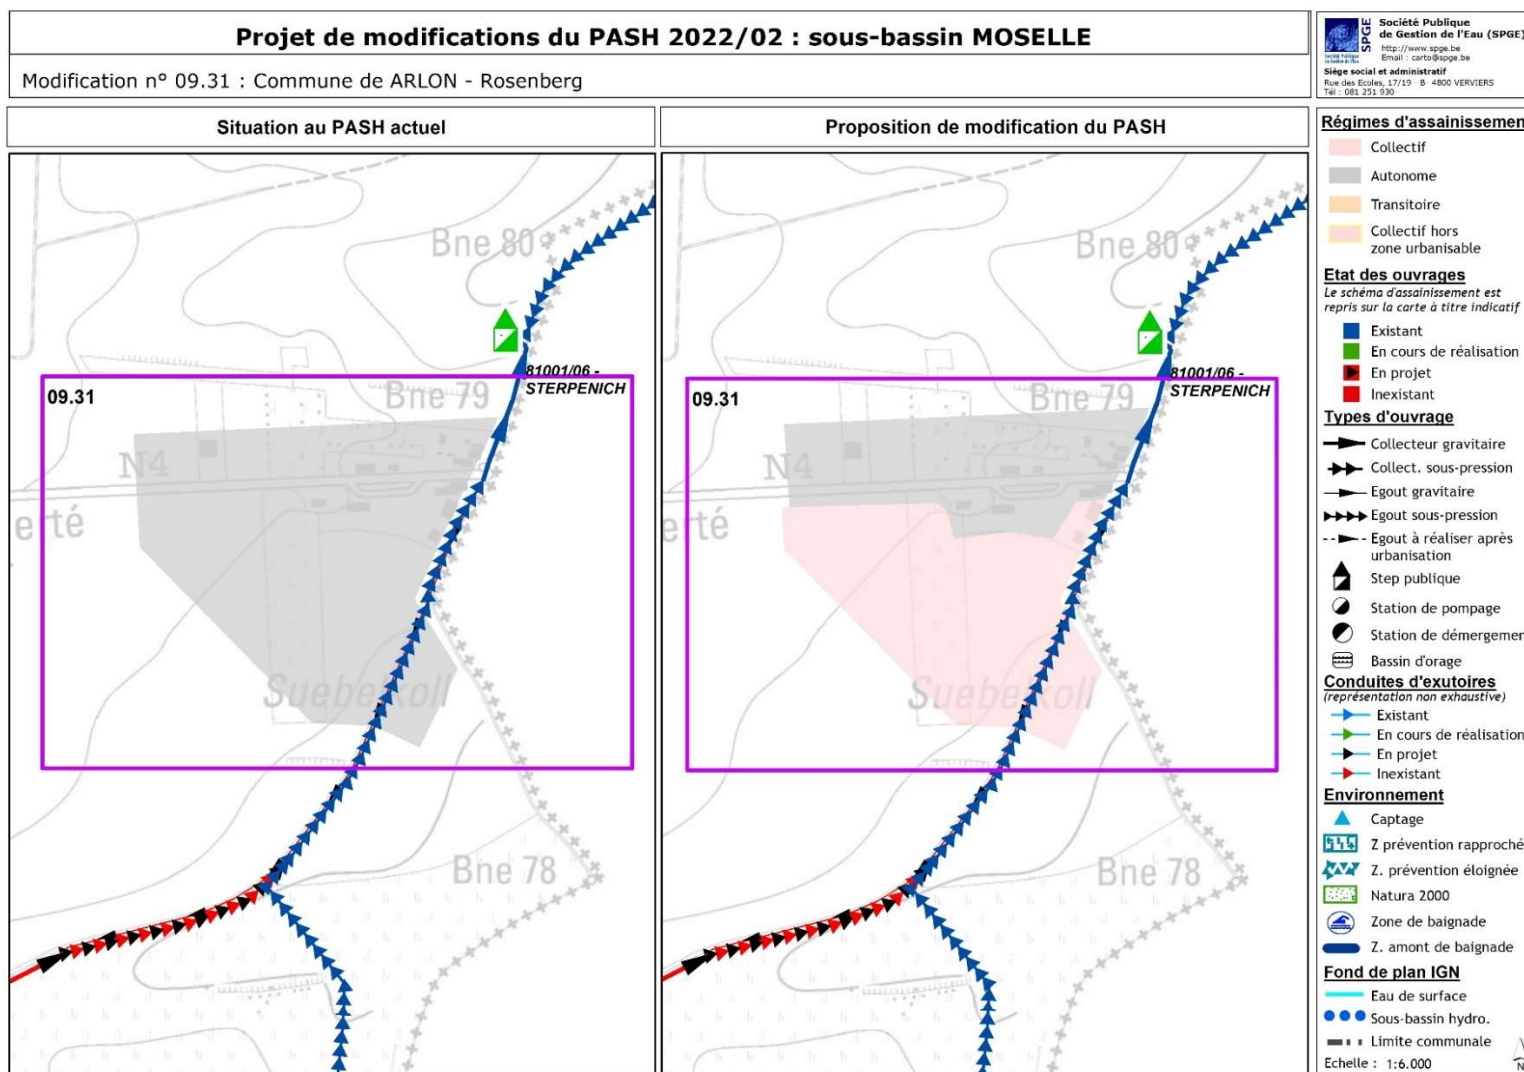 Projet de modifications du PASH 2022/02 : sous-bassin MOSELLE
Modification n° 09.31 : Commune de ARLON - Rosenberg
SPGE
Société Publique
de Gestion de l'Eau (SPGE)
http://www.spge.be
Email : carto@spge.be
Siège social et administratif
Rue des Ecoles, 17/19 B- 4800 VERVIERS
Tél : 081 251 930
Situation au PASH actuel
Bne 80
81001/06 -
STERPENICH
09.31
Bne 79
N4
erté
Suebelkoll
Bne 78
Proposition de modification du PASH
Bne 80
81001/06 -
STERPENICH
09.31
Bne 79
N4
erté
Suebelkoll
Bne 78
Régimes d'assainissemen
Collectif
Autonome
Transitoire
Collectif hors
zone urbanisable
Etat des ouvrages
Le schéma d'assainissement est
repris sur la carte à titre indicatif
Existant
En cours de réalisation
En projet
Inexistant
Types d'ouvrage
Collecteur gravitaire
Collect. sous-pression
Egout gravitaire
Egout sous-pression
Egout à réaliser après
urbanisation
Step publique
Station de pompage
Station de démergemen
Bassin d'orage
Conduites d'exutoires
(représentation non exhaustive)
Existant
En cours de réalisation
En projet
Inexistant
Environnement
Captage
Z prévention rapproché
Z. prévention éloignée
Natura 2000
Zone de baignade
Z. amont de baignade
Fond de plan IGN
Eau de surface
Sous-bassin hydro.
Limite communale
Echelle : 1:6.000
N